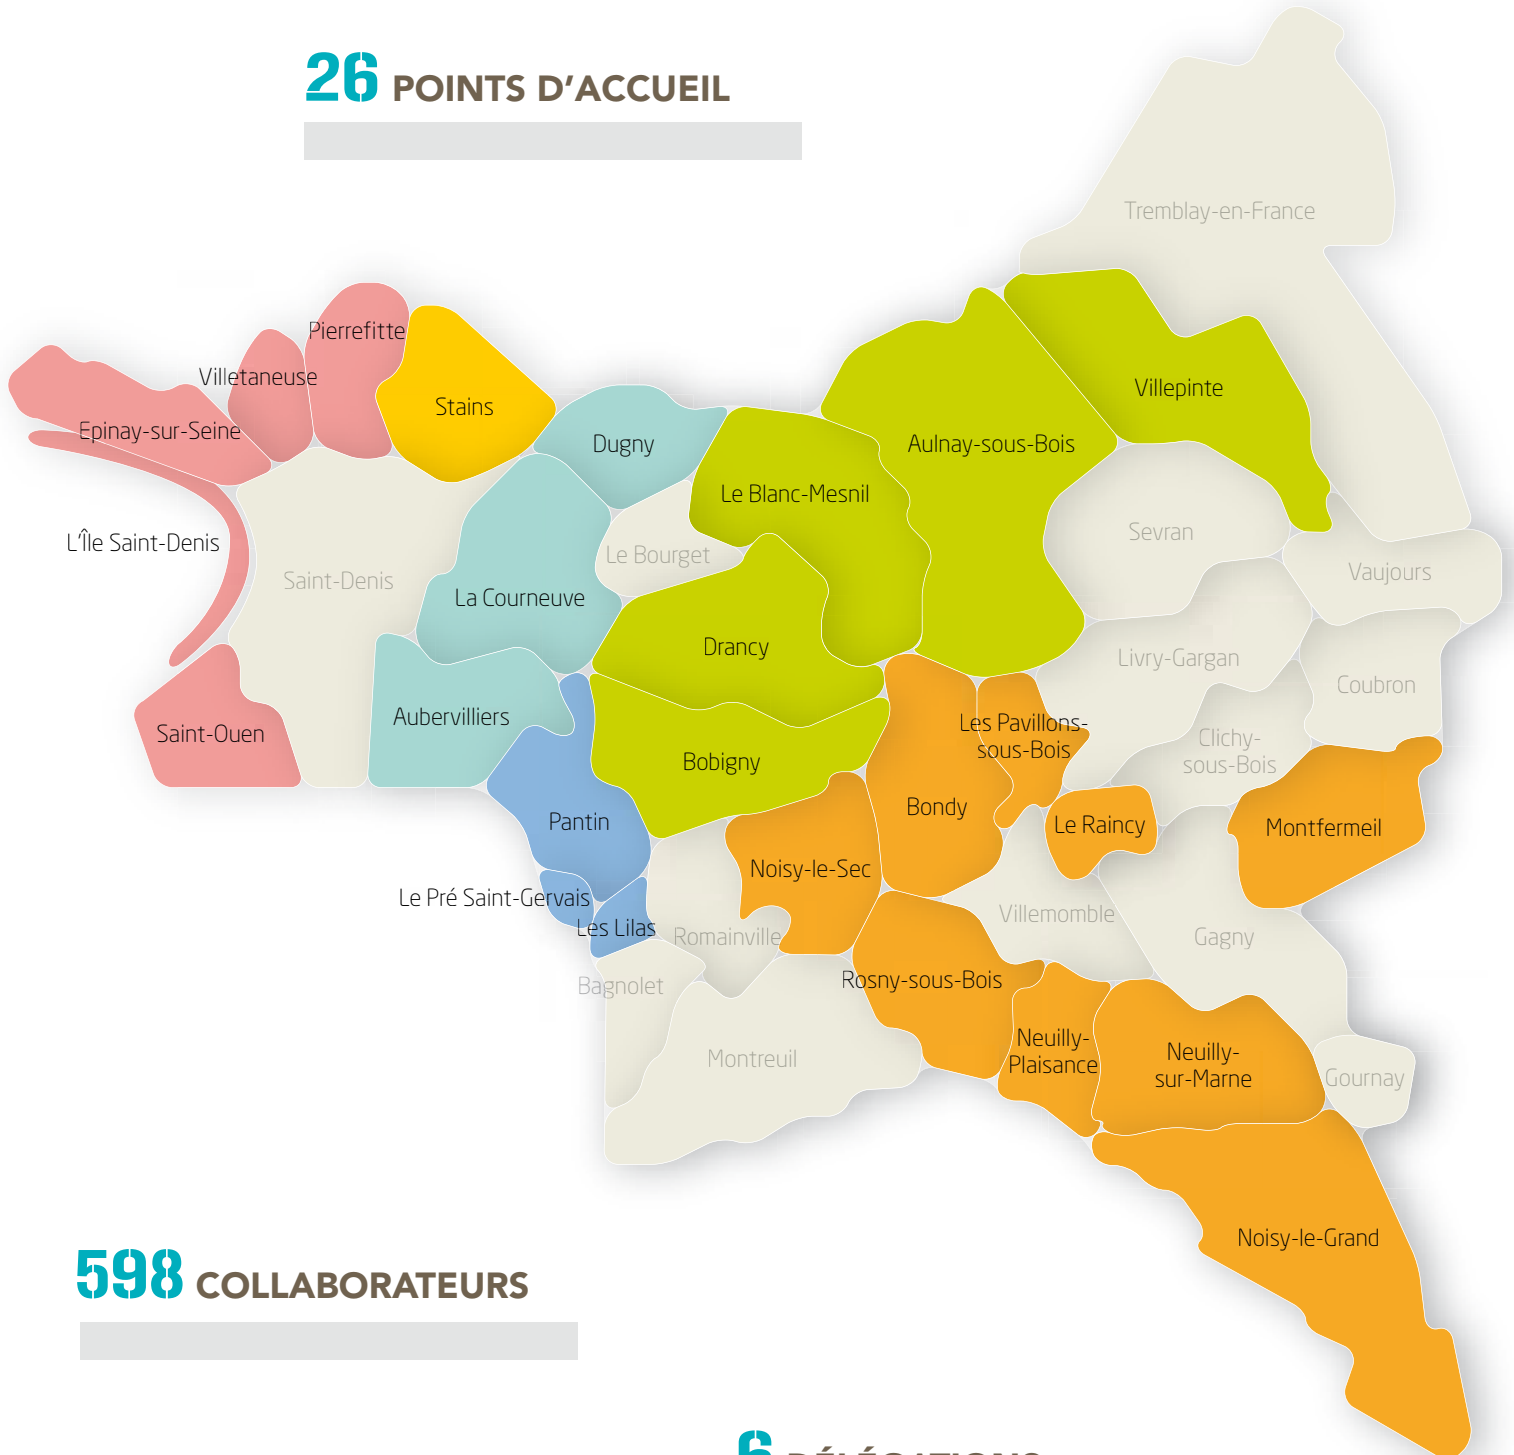 26 POINTS D'ACCUEIL
Tremblay-en-France
Pierrefitte
Villetaneuse
Villepinte
Stains
Epinay-sur-Seine
Dugny
Aulnay-sous-Bois
Le Blanc-Mesnil
Sevran
L'Île Saint-Denis
Le Bourget
Vaujours
Saint-Denis
La Courneuve
Drancy
Livry-Gargan
Coubron
Aubervilliers
Les Pavillons-
sous-Bois
Saint-Ouen
Clichy-
sous-Bois
Bobigny
Bondy
Pantin
Le Raincy
Montfermeil
Noisy-le-Sec
Le Pré Saint-Gervais
Villemomble
Les Lilas
Romainville
Gagny
Rosny-sous-Bois
Bagnolet
Neuilly-
Plaisance
Montreuil
Neuilly-
sur-Marne
Gournay
Noisy-le-Grand
598 COLLABORATEURS
6 DÉLÉGATIONS